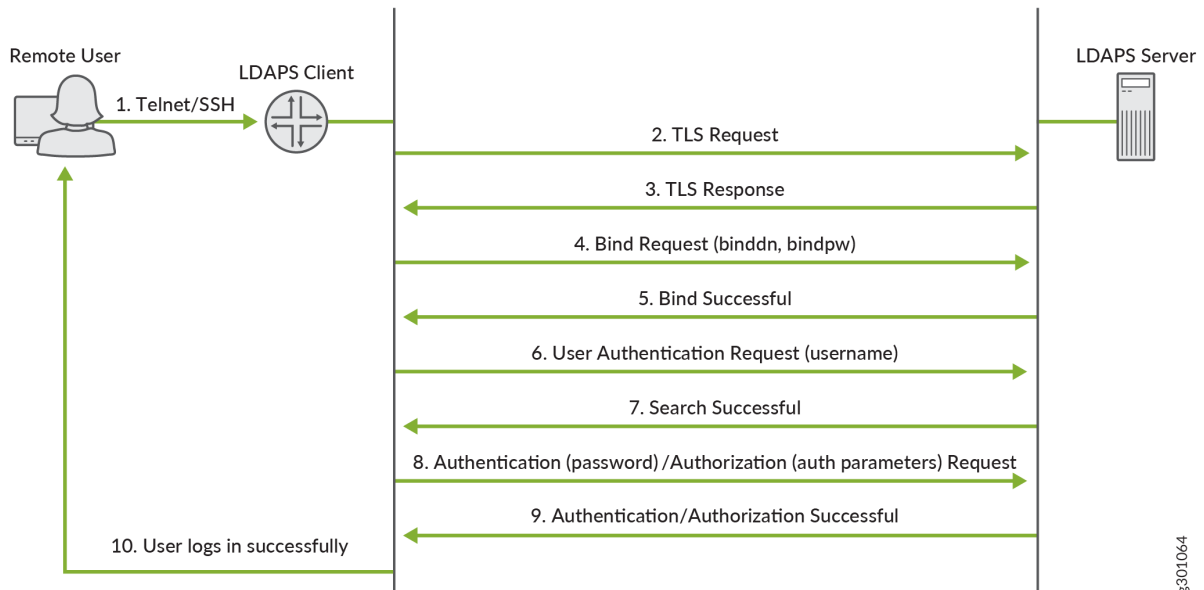 Remote User
LDAPS Client
LDAPS Server
1. Telnet/SSH
2. TLS Request
3. TLS Response
4. Bind Request (binddn, bindpw)
5. Bind Successful
6. User Authentication Request (username)
7. Search Successful
8. Authentication (password) /Authorization (auth parameters) Request
9. Authentication/Authorization Successful
10. User logs in successfully
g301064